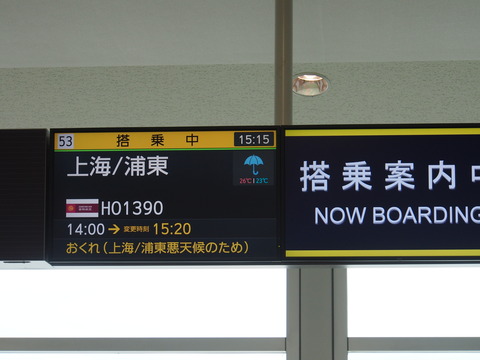 53 搭乗中 15:15
上海/浦東
26℃ | 23℃
HO1390
14:00 → 変更時刻 15:20
おくれ(上海/浦東悪天候のため)
搭乗案内中
NOW BOARDING